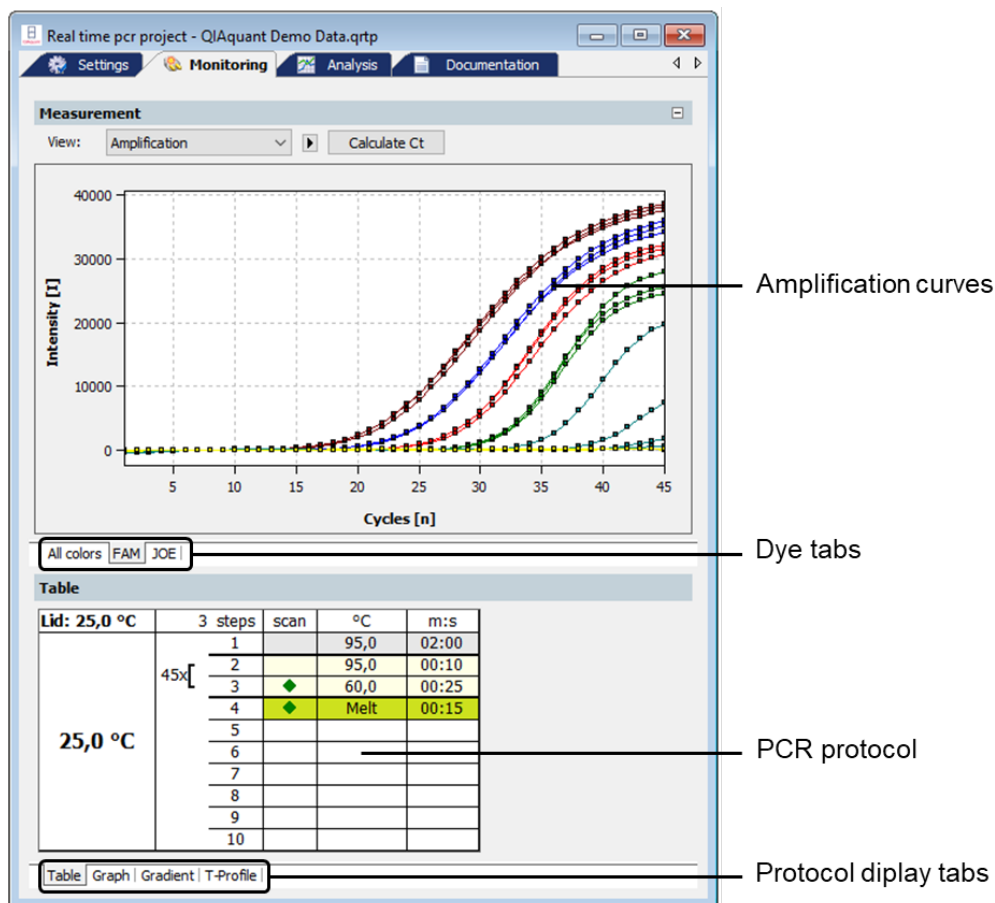 Real time pcr project - QIAquant Demo Data.qrtp
Settings Monitoring Analysis Documentation
Measurement
View: Amplification Calculate Ct
40000
30000
20000
10000
0
Intensity [I]
5 10 15 20 25 30 35 40 45
Cycles [n]
Amplification curves
All colors FAM JOE
Dye tabs
Table
Lid: 25,0 °C 3 steps scan °C m:s
1 95,0 02:00
2 95,0 00:10
45x
3 60,0 00:25
4 Melt 00:15
5
25,0 °C
6
7
8
9
10
PCR protocol
Table Graph Gradient T-Profile
Protocol diplay tabs